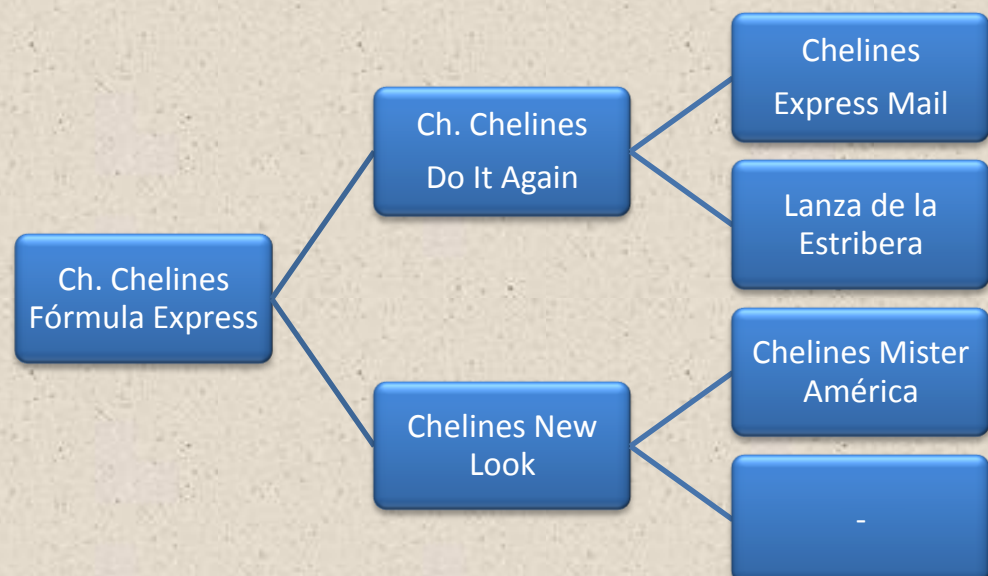 Chelines
Express Mail
Ch. Chelines
Do It Again
Lanza de la
Estribera
Ch. Chelines
Fórmula Express
Chelines Mister
América
Chelines New
Look
-